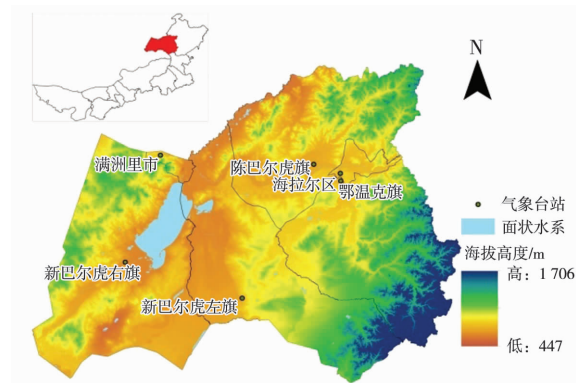 N
满洲里市
陈巴尔虎旗
海拉尔区
鄂温克旗
新巴尔虎右旗
新巴尔虎左旗
气象台站
面状水系
海拔高度/m
高：1 706
低：447